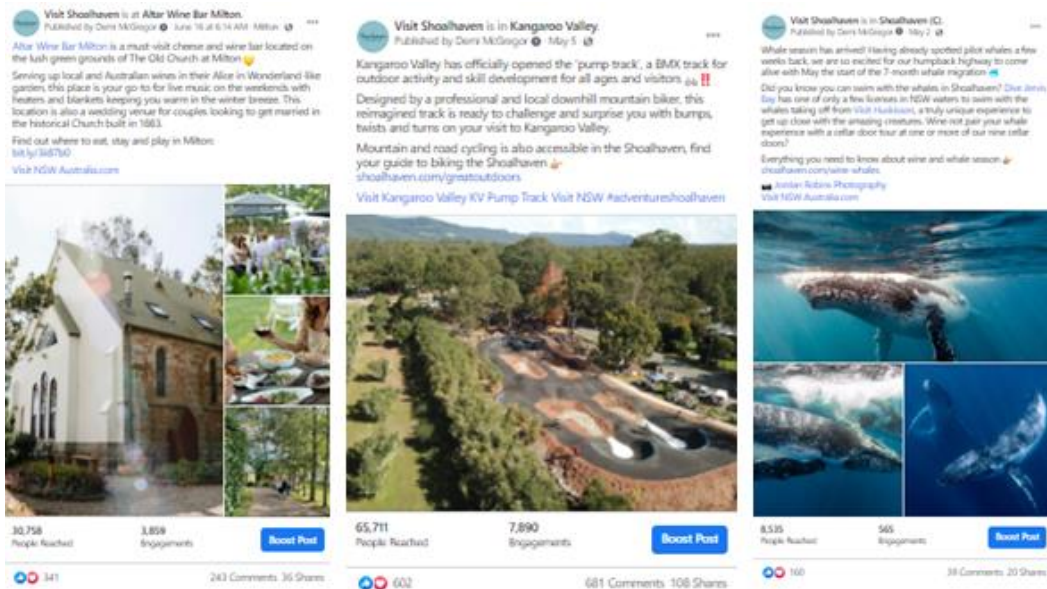 Visit Shoalhaven is at Altar Wine Bar Milton.
Published by Demi McGregor · June 16 at 6:14 AM · Milton ·
Altar Wine Bar Milton is a must-visit cheese and wine bar located on
the lush green grounds of The Old Church at Milton
Serving up local and Australian wines in their Alice in Wonderland-like
garden, this place is your go-to for live music on the weekends with
heaters and blankets keeping you warm in the winter breeze. This
location is also a wedding venue for couples looking to get married in
the historical Church built in 1883.
Find out where to eat, stay and play in Milton:
Visit NSW Australia.com
30,758
People Reached
3,859
Engagements
Boost Post
341
243 Comments 36 Shares
Visit Shoalhaven is in Kangaroo Valley.
Published by Demi McGregor · May 5 ·
Kangaroo Valley has officially opened the 'pump track', a BMX track for
outdoor activity and skill development for all ages and visitors 🚲‼️
Designed by a professional and local downhill mountain biker, this
reimagined track is ready to challenge and surprise you with bumps,
twists and turns on your visit to Kangaroo Valley.
Mountain and road cycling is also accessible in the Shoalhaven, find
your guide to biking the Shoalhaven 👉
shoalhaven.com/greatoutdoors
Visit Kangaroo Valley KV Pump Track Visit NSW #adventureshoalhaven
65,711
People Reached
7,890
Engagements
Boost Post
602
681 Comments 108 Shares
Visit Shoalhaven is in Shoalhaven (C).
Published by Demi McGregor · May 2 ·
Whale season has arrived! Having already spotted pilot whales a few
weeks back, we are so excited for our humpback highway to come
alive with May the start of the 7-month whale migration
Did you know you can swim with the whales in Shoalhaven? Dive Jervis
Bay has one of only a few licenses in NSW waters to swim with the
whales taking off from Visit Huskisson, a truly unique experience to
get up close with the amazing creatures. Wine not pair your whale
experience with a cellar door tour at one or more of our nine cellar
doors?
Everything you need to know about wine and whale season 👉
shoalhaven.com/wine-whales
📷 Jordan Robins Photography
Visit NSW Australia.com
8,535
People Reached
565
Engagements
Boost Post
160
38 Comments 20 Shares